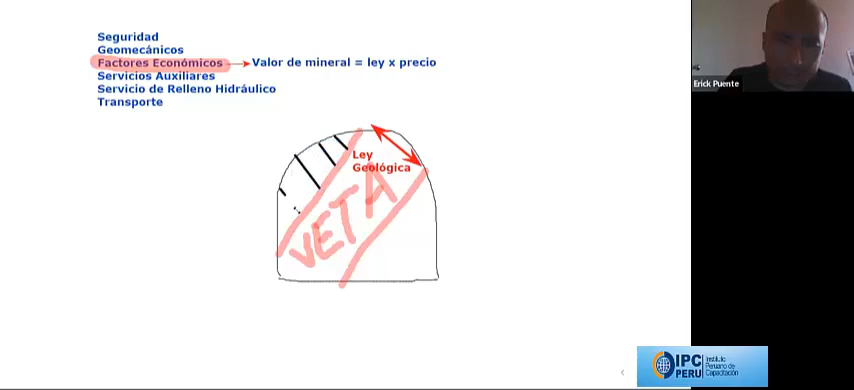 Seguridad
Geomecánicos
Factores Económicos → Valor de mineral = ley x precio
Servicios Auxiliares
Servicio de Relleno Hidráulico
Transporte
Ley
Geológica
VETA
Erick Puente
IPC
PERU
Instituto
Peruano de
Capacitación